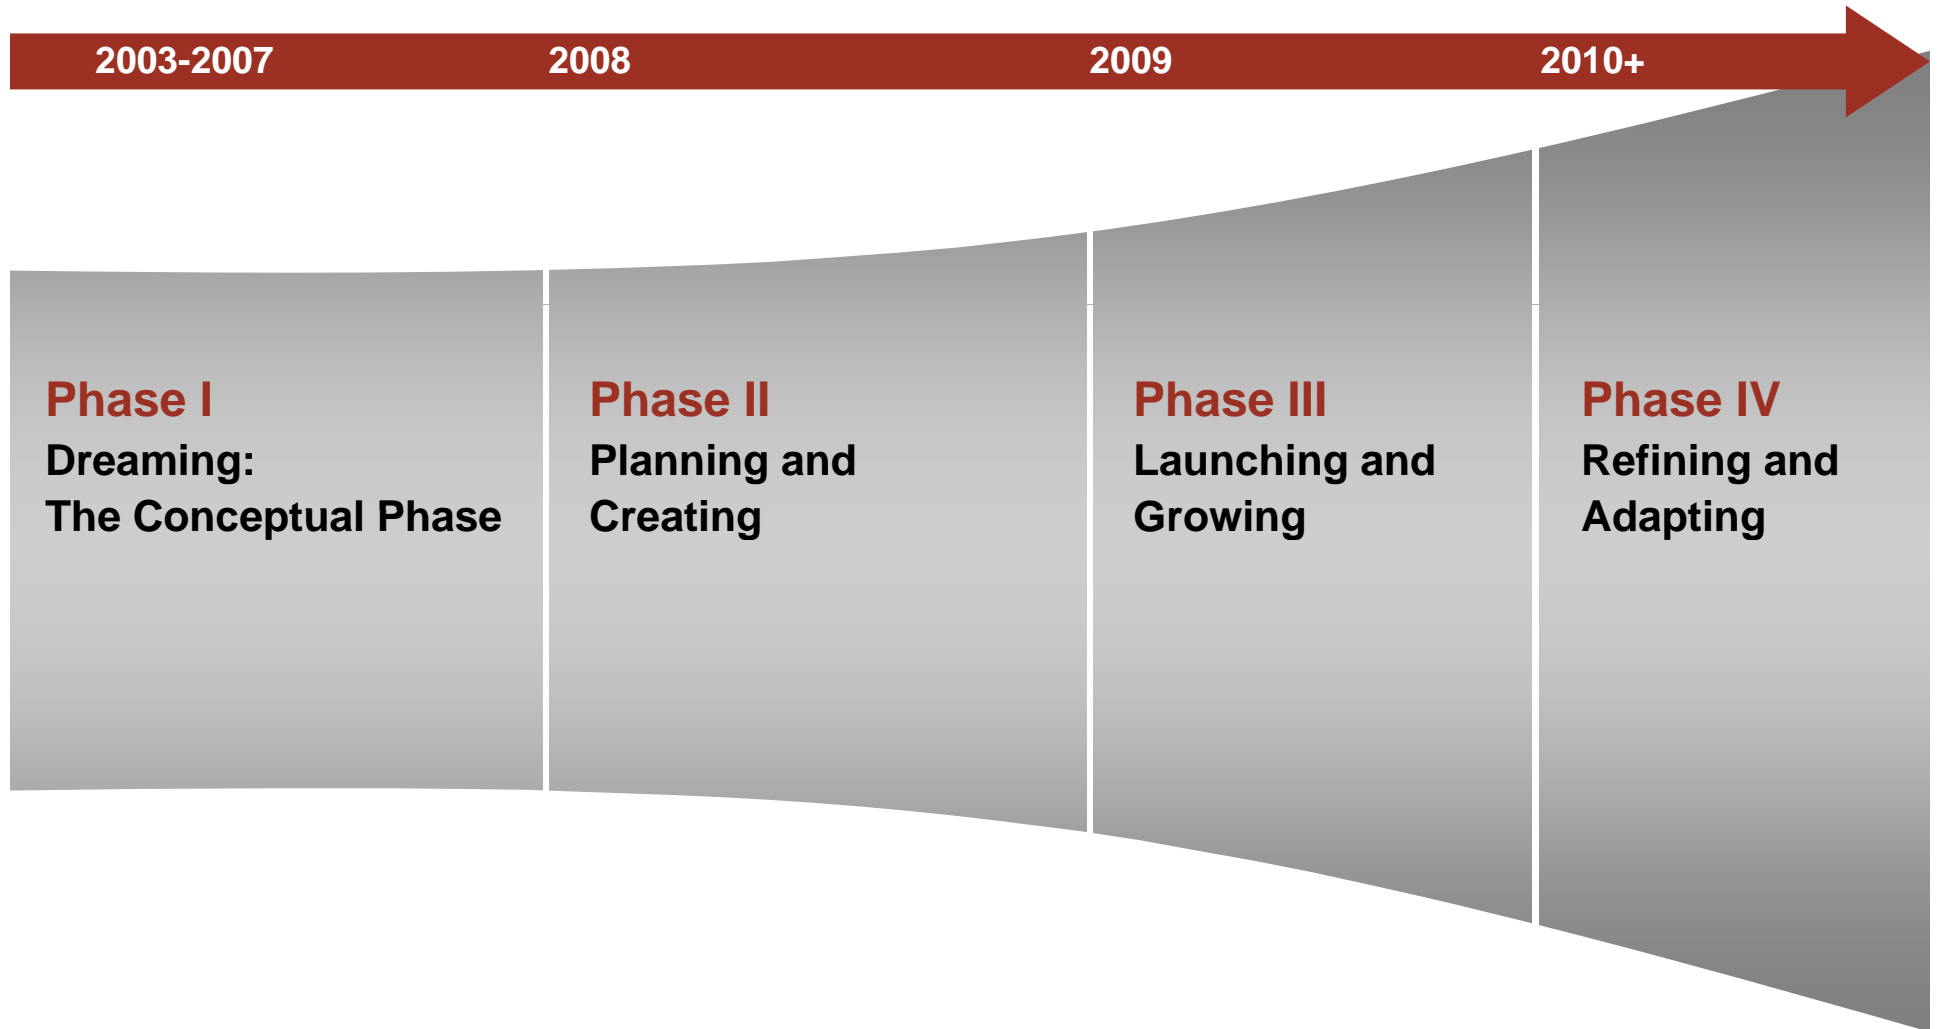 2003-2007 2008 2009 2010+
Phase I
Dreaming:
The Conceptual Phase
Phase II
Planning and
Creating
Phase III
Launching and
Growing
Phase IV
Refining and
Adapting